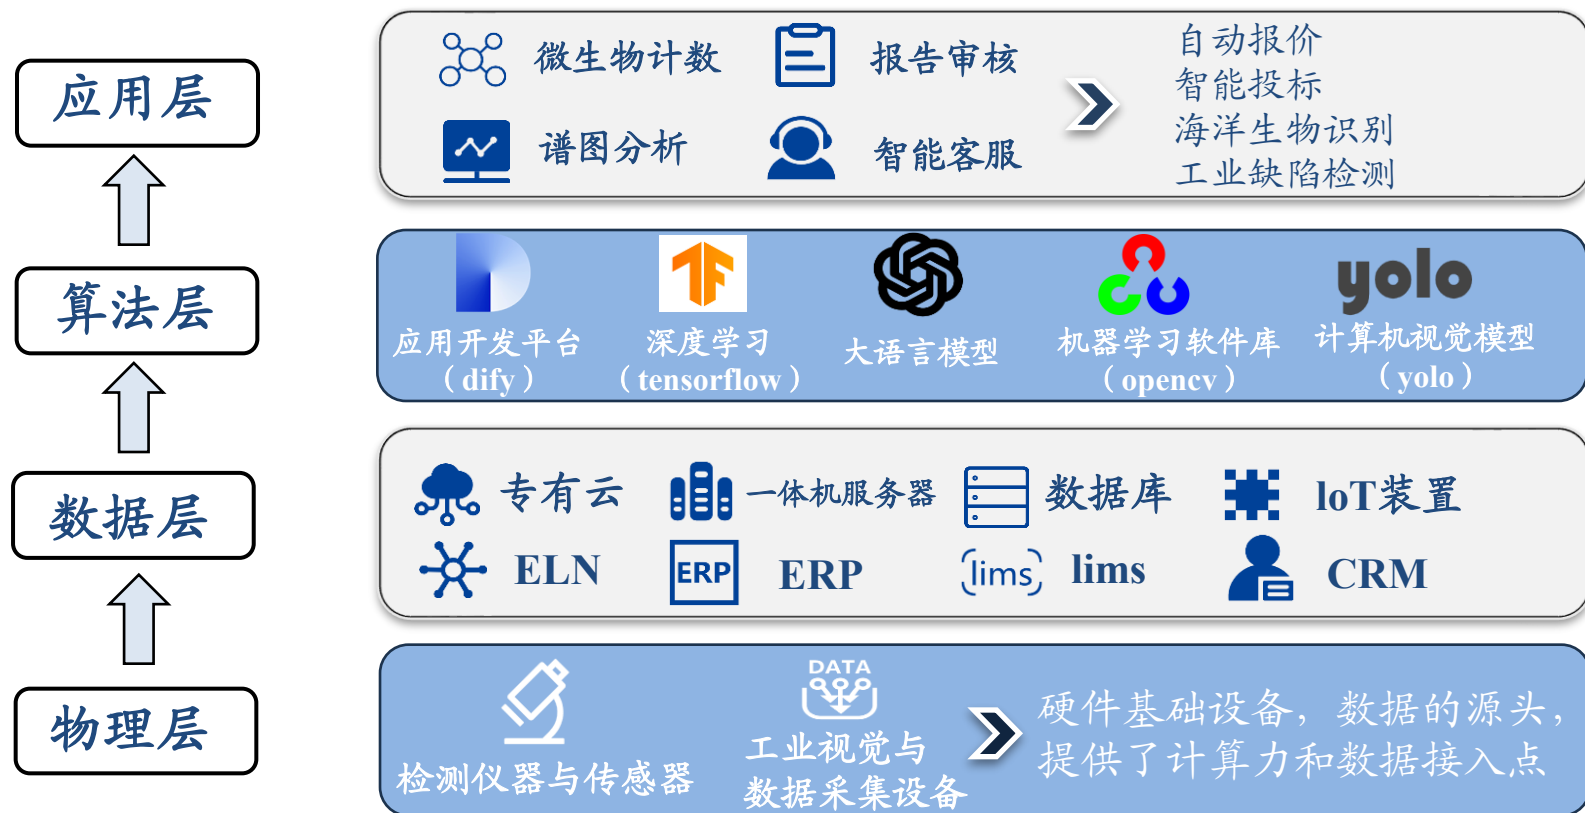 应用层
微生物计数
报告审核
谱图分析
智能客服
自动报价
智能投标
海洋生物识别
工业缺陷检测
算法层
yolo
应用开发平台
（dify）
深度学习
（tensorflow）
大语言模型
机器学习软件库
（opencv）
计算机视觉模型
（yolo）
数据层
专有云
一体机服务器
数据库
loT装置
ELN
ERP
ERP
lims
lims
CRM
物理层
检测仪器与传感器
DATA
工业视觉与
数据采集设备
硬件基础设备，数据的源头，
提供了计算力和数据接入点